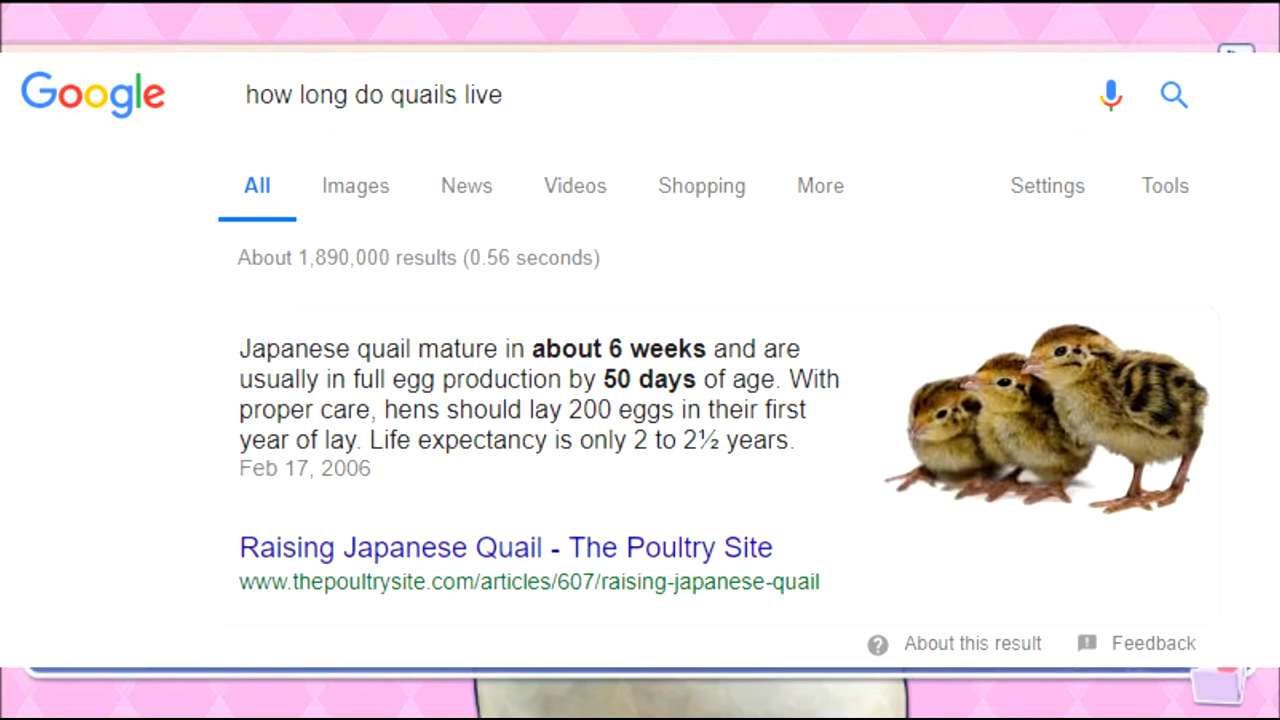 Google
how long do quails live
All Images News Videos Shopping More Settings Tools
About 1,890,000 results (0.56 seconds)
Japanese quail mature in about 6 weeks and are
usually in full egg production by 50 days of age. With
proper care, hens should lay 200 eggs in their first
year of lay. Life expectancy is only 2 to 2½ years.
Feb 17, 2006
Raising Japanese Quail - The Poultry Site
www.thepoultrysite.com/articles/607/raising-japanese-quail
About this result Feedback